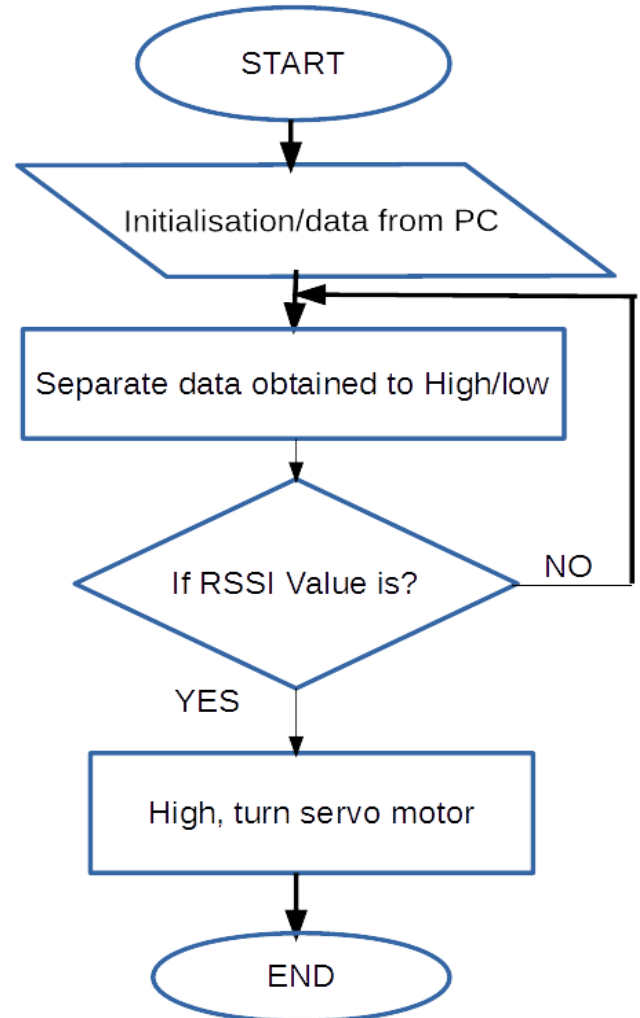 START
Initialisation/data from PC
Separate data obtained to High/low
If RSSI Value is?
NO
YES
High, turn servo motor
END